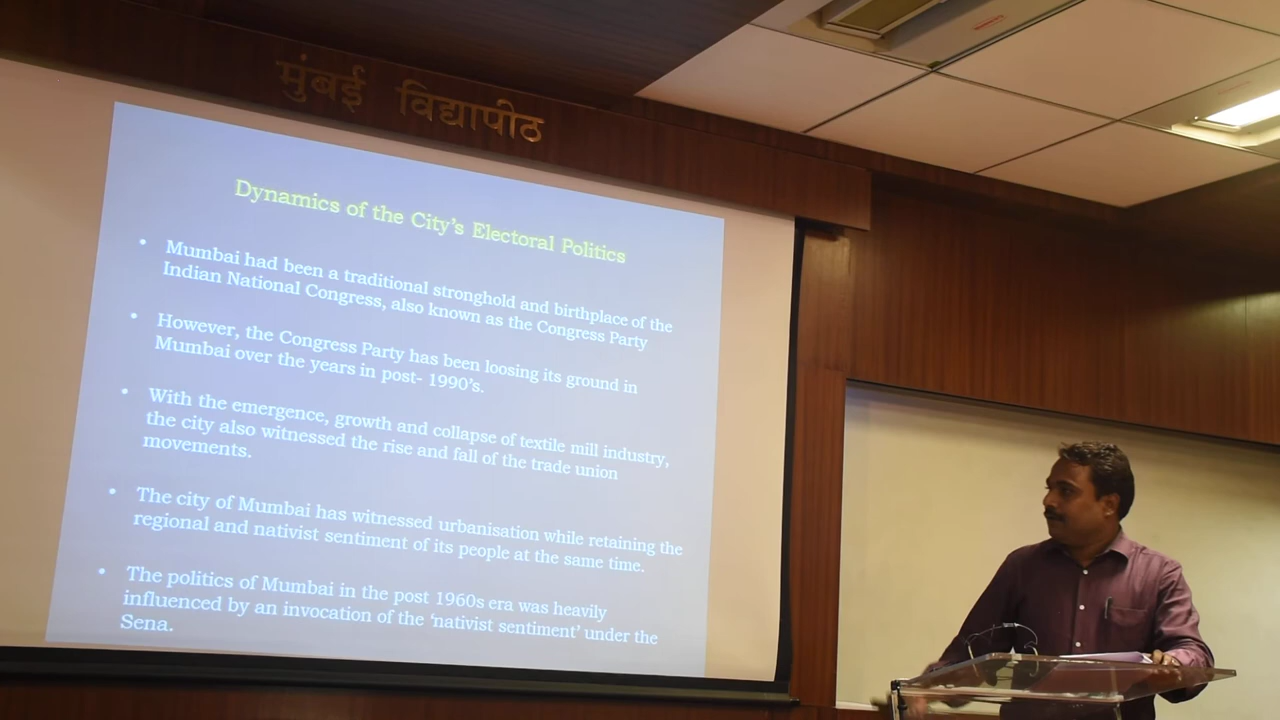 मुंबई विद्यापीठ
Dynamics of the City's Electoral Politics
• Mumbai had been a traditional stronghold and birthplace of the
Indian National Congress, also known as the Congress Party
• However, the Congress Party has been loosing its ground in
Mumbai over the years in post- 1990's.
• With the emergence, growth and collapse of textile mill industry,
the city also witnessed the rise and fall of the trade union
movements.
• The city of Mumbai has witnessed urbanisation while retaining the
regional and nativist sentiment of its people at the same time.
• The politics of Mumbai in the post 1960s era was heavily
influenced by an invocation of the 'nativist sentiment' under the
Sena.